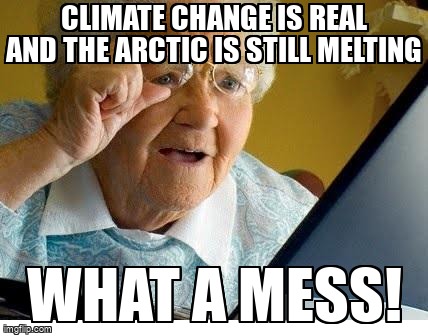 CLIMATE CHANGE IS REAL
AND THE ARCTIC IS STILL MELTING
WHAT A MESS!
imgflip.com